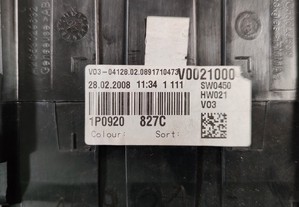 V03-04128.02.0891710473
V0021000
28.02.2008 11:34 1 111
SW0450
HW021
V03
1P0920 827C
Colour: Sort: